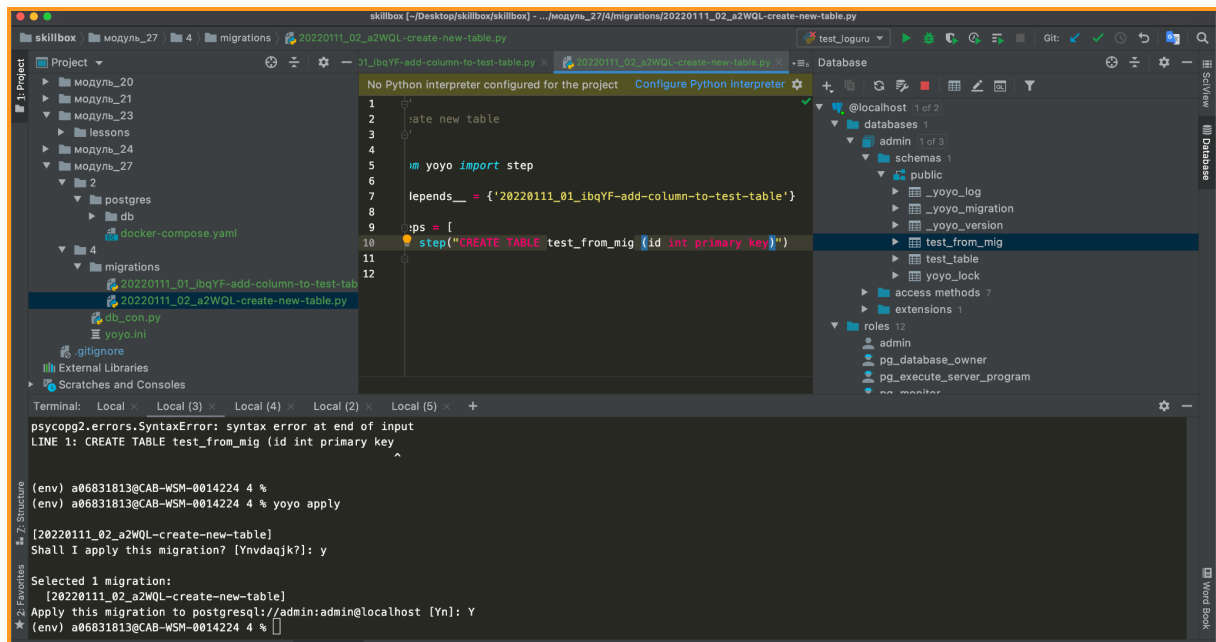 skillbox [~/Desktop/skillbox/skillbox] - .../модуль_27/4/migrations/20220111_02_a2WQL-create-new-table.py
skillbox модуль_27 4 migrations 20220111_02_a2WQL-create-new-table.py test_loguru Git:
1: Project
Project
модуль_20
модуль_21
модуль_23
lessons
модуль_24
модуль_27
2
postgres
db
docker-compose.yaml
4
migrations
20220111_01_ibqYF-add-column-to-test-tab
20220111_02_a2WQL-create-new-table.py
db_con.py
yoyo.ini
.gitignore
External Libraries
Scratches and Consoles
01_ibqYF-add-column-to-test-table.py 20220111_02_a2WQL-create-new-table.py
No Python interpreter configured for the project Configure Python interpreter
1
2 eate new table
3
4
5 om yoyo import step
6
7 depends__ = {'20220111_01_ibqYF-add-column-to-test-table'}
8
9 eps = [
10 step("CREATE TABLE test_from_mig (id int primary key)")
11
12
Database
@localhost 1 of 2
databases 1
admin 1 of 3
schemas 1
public
_yoyo_log
_yoyo_migration
_yoyo_version
test_from_mig
test_table
yoyo_lock
access methods 7
extensions 1
roles 12
admin
pg_database_owner
pg_execute_server_program
pg_monitor
SciView
Database
Word Book
Terminal: Local Local (3) Local (4) Local (2) Local (5) +
psycopg2.errors.SyntaxError: syntax error at end of input
LINE 1: CREATE TABLE test_from_mig (id int primary key
^
(env) a06831813@CAB-WSM-0014224 4 %
(env) a06831813@CAB-WSM-0014224 4 % yoyo apply
[20220111_02_a2WQL-create-new-table]
Shall I apply this migration? [Ynvdaqjk?]: y
Selected 1 migration:
[20220111_02_a2WQL-create-new-table]
Apply this migration to postgresql://admin:admin@localhost [Yn]: Y
(env) a06831813@CAB-WSM-0014224 4 %
Z: Structure
2: Favorites